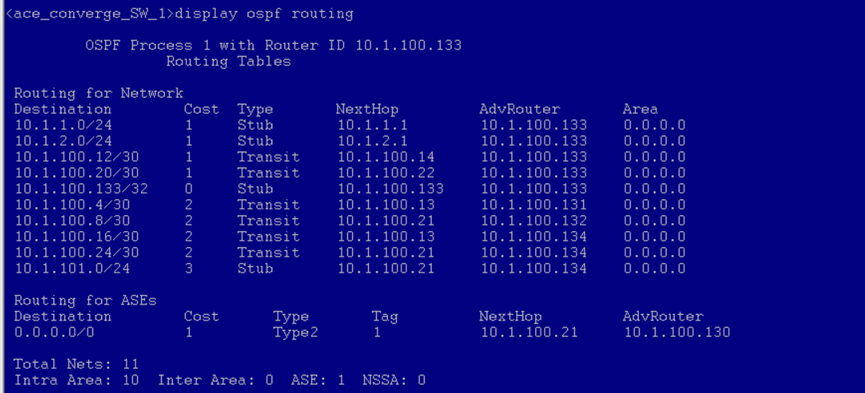 <ace_converge_SW_1>display ospf routing
OSPF Process 1 with Router ID 10.1.100.133
Routing Tables
Routing for Network
Destination Cost Type NextHop AdvRouter Area
10.1.1.0/24 1 Stub 10.1.1.1 10.1.100.133 0.0.0.0
10.1.2.0/24 1 Stub 10.1.2.1 10.1.100.133 0.0.0.0
10.1.100.12/30 1 Transit 10.1.100.14 10.1.100.133 0.0.0.0
10.1.100.20/30 1 Transit 10.1.100.22 10.1.100.133 0.0.0.0
10.1.100.133/32 0 Stub 10.1.100.133 10.1.100.133 0.0.0.0
10.1.100.4/30 2 Transit 10.1.100.13 10.1.100.131 0.0.0.0
10.1.100.8/30 2 Transit 10.1.100.21 10.1.100.132 0.0.0.0
10.1.100.16/30 2 Transit 10.1.100.13 10.1.100.134 0.0.0.0
10.1.100.24/30 2 Transit 10.1.100.21 10.1.100.134 0.0.0.0
10.1.101.0/24 3 Stub 10.1.100.21 10.1.100.134 0.0.0.0
Routing for ASEs
Destination Cost Type Tag NextHop AdvRouter
0.0.0.0/0 1 Type2 1 10.1.100.21 10.1.100.130
Total Nets: 11
Intra Area: 10 Inter Area: 0 ASE: 1 NSSA: 0